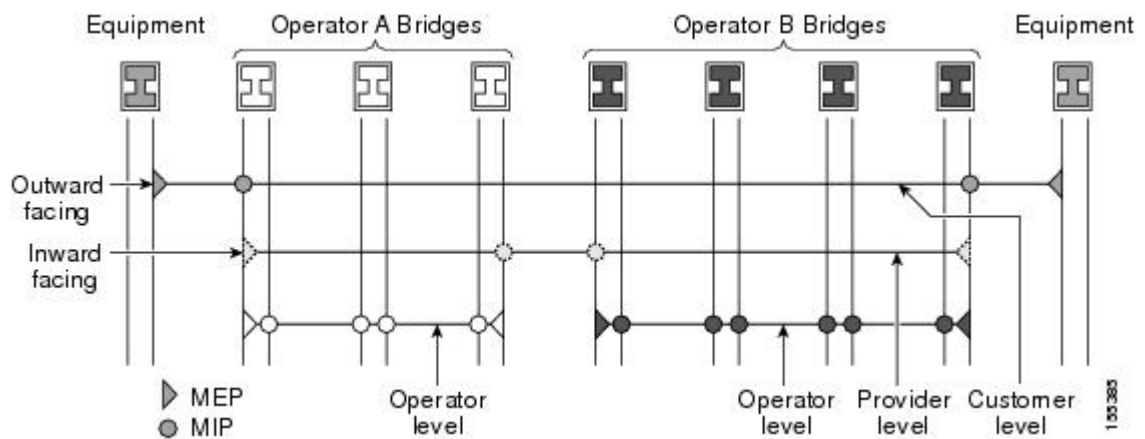 Equipment
Operator A Bridges
Operator B Bridges
Equipment
Outward
facing
Inward
facing
MEP
MIP
Operator
level
Operator
level
Provider
level
Customer
level
155385